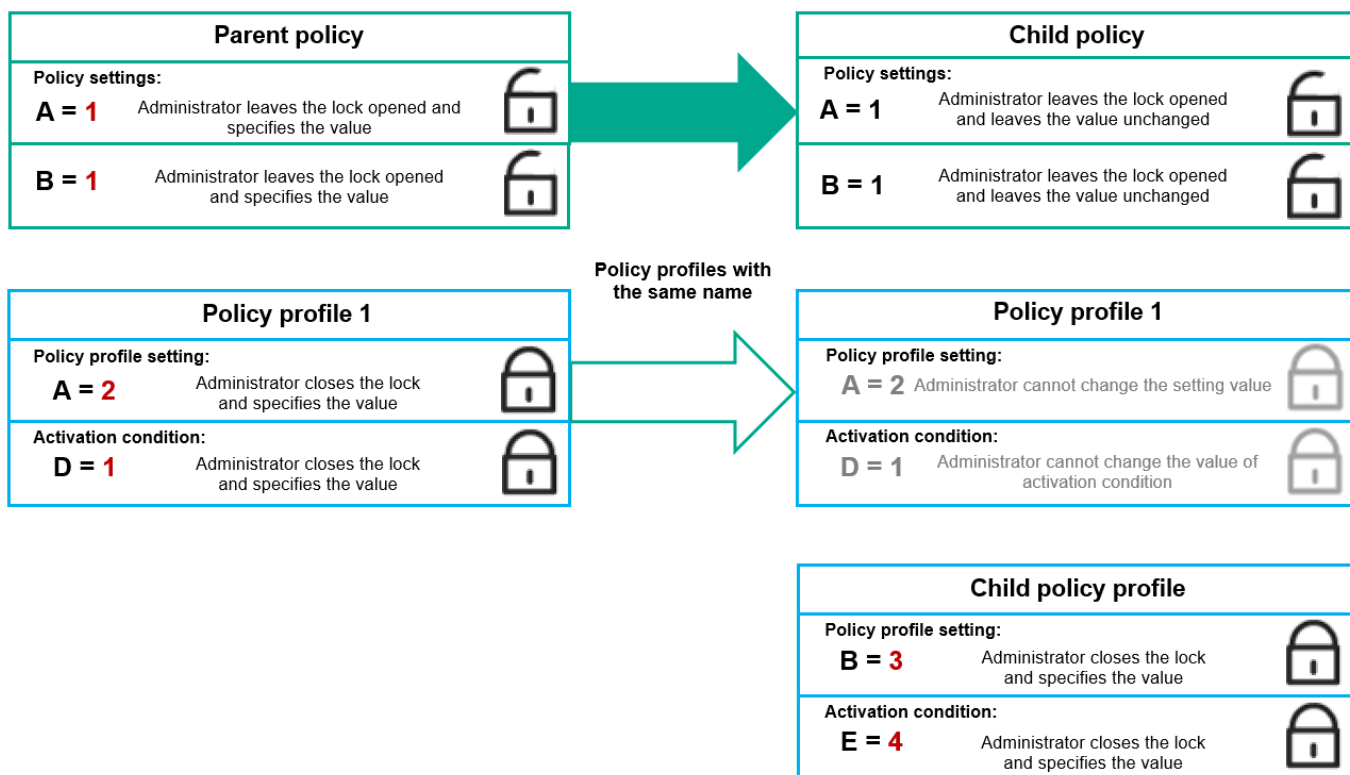 Parent policy
Policy settings:
A = 1
Administrator leaves the lock opened and
specifies the value
B = 1
Administrator leaves the lock opened
and specifies the value
Child policy
Policy settings:
A = 1
Administrator leaves the lock opened
and leaves the value unchanged
B = 1
Administrator leaves the lock opened
and leaves the value unchanged
Policy profiles with
the same name
Policy profile 1
Policy profile setting:
A = 2
Administrator closes the lock
and specifies the value
Activation condition:
D = 1
Administrator closes the lock
and specifies the value
Policy profile 1
Policy profile setting:
A = 2
Administrator cannot change the setting value
Activation condition:
D = 1
Administrator cannot change the value of
activation condition
Child policy profile
Policy profile setting:
B = 3
Administrator closes the lock
and specifies the value
Activation condition:
E = 4
Administrator closes the lock
and specifies the value